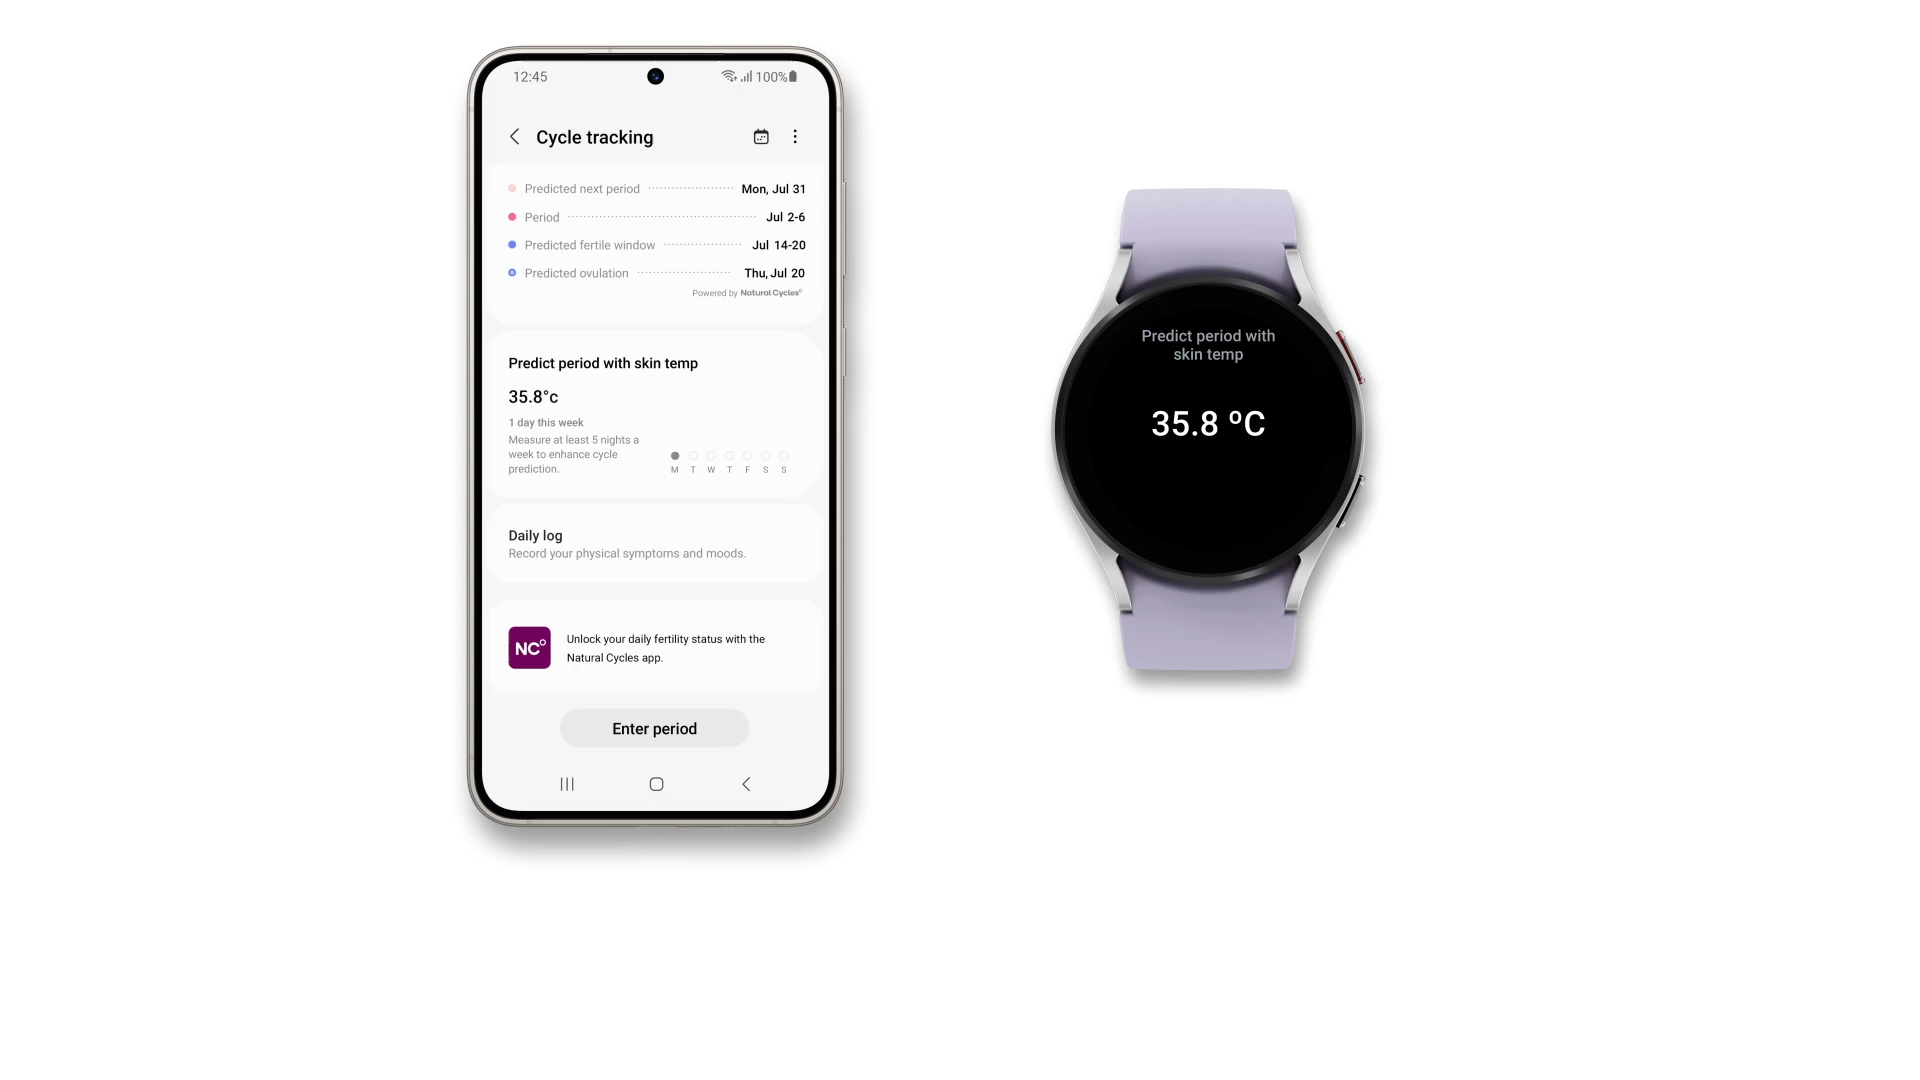 12:45
100%
Cycle tracking
Predicted next period Mon, Jul 31
Period Jul 2-6
Predicted fertile window Jul 14-20
Predicted ovulation Thu, Jul 20
Powered by Natural Cycles°
Predict period with skin temp
35.8°c
1 day this week
Measure at least 5 nights a
week to enhance cycle
prediction.
M T W T F S S
Daily log
Record your physical symptoms and moods.
NC°
Unlock your daily fertility status with the
Natural Cycles app.
Enter period
Predict period with
skin temp
35.8 ºC